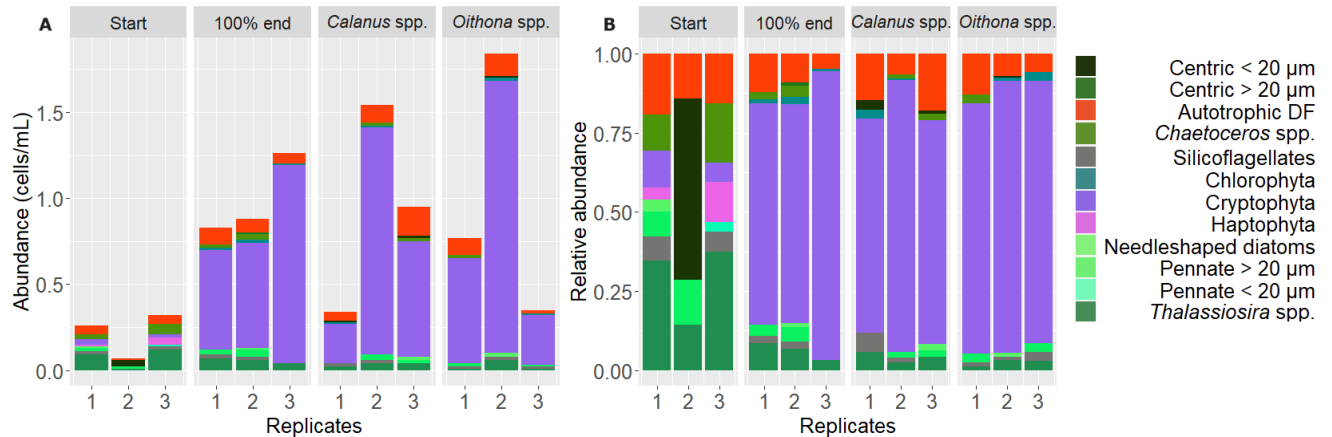 A
Start
100% end
Calanus spp.
Oithona spp.
Abundance (cells/mL)
1.5
1.0
0.5
0.0
1 2 3 1 2 3 1 2 3 1 2 3
Replicates
B
Start
100% end
Calanus spp.
Oithona spp.
Relative abundance
1.00
0.75
0.50
0.25
0.00
1 2 3 1 2 3 1 2 3 1 2 3
Replicates
Centric < 20 µm
Centric > 20 µm
Autotrophic DF
Chaetoceros spp.
Silicoflagellates
Chlorophyta
Cryptophyta
Haptophyta
Needleshaped diatoms
Pennate > 20 µm
Pennate < 20 µm
Thalassiosira spp.